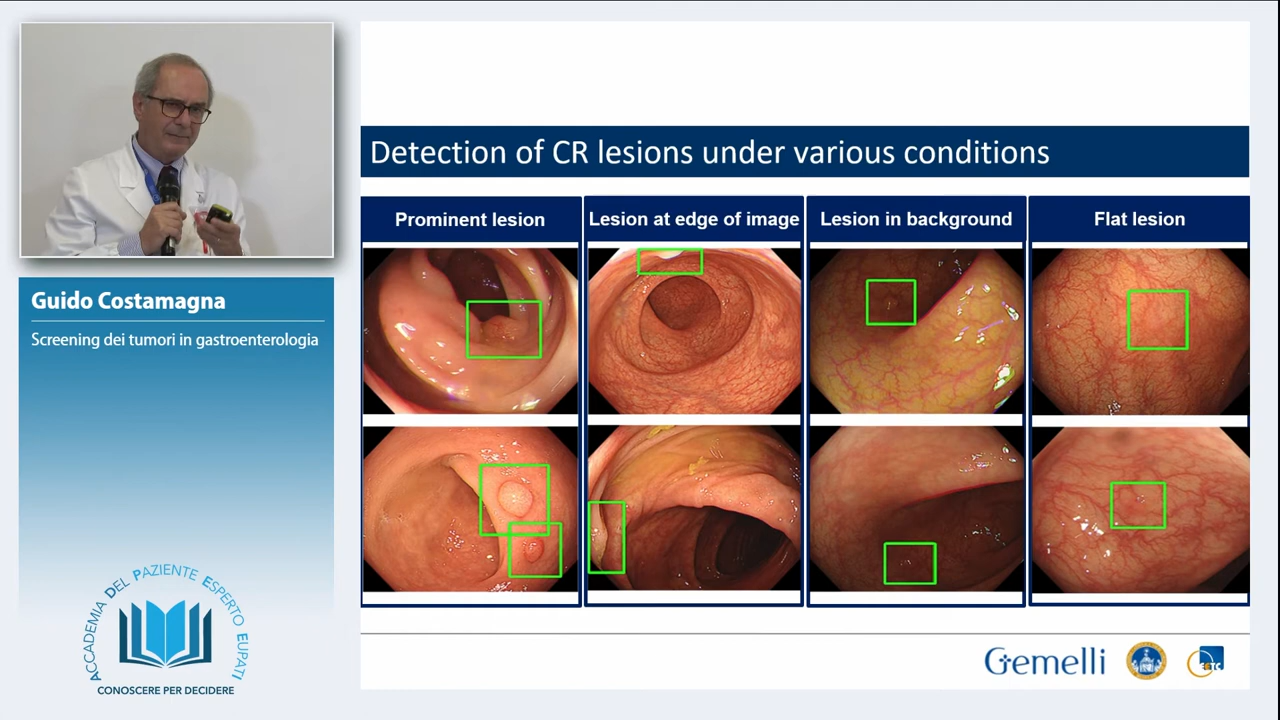 Guido Costamagna
Screening dei tumori in gastroenterologia
ACCADEMIA DEL PAZIENTE ESPERTO EUPATI
CONOSCERE PER DECIDERE
Detection of CR lesions under various conditions
Prominent lesion
Lesion at edge of image
Lesion in background
Flat lesion
Gemelli